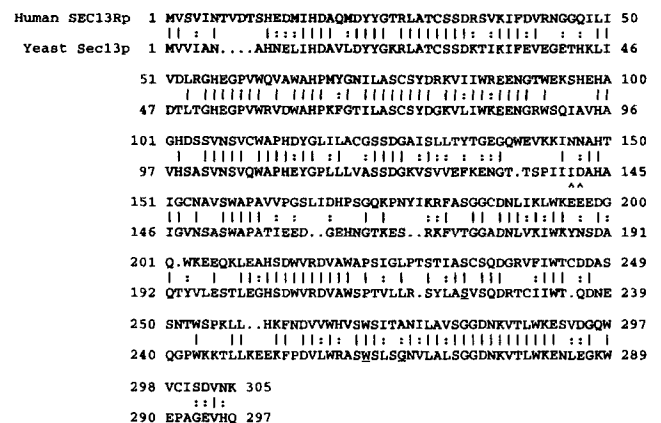 Human SEC13Rp 1 MVSVINTVDTSHEDMIHDAQMDYYGTRLATCSSDRSVKIFDVRNGGQILI 50
Yeast Sec13p 1 MVVIAN....AHNELIHDAVLDYYGKRLATCSSDKTIKIFEVEGETHKLI 46
51 VDLRGHEGPVWQVAWAHPMYGNILASCSYDRKVIIWREENGTWEKSHEHA 100
47 DTLTGHEGPVWRVDWAHPKFGTILASCSYDGKVLIWKEENGRWSQIAVHA 96
101 GHDSSVNSVCWAPHDYGLILACGSSDGAISLLTYTGEGQWEVKKINNAHT 150
97 VHSASVNSVQWAPHEYGPLLLVASSDGKVSVVEFKENGT.TSPIIIDAHA 145
^^
151 IGCNAVSWAPAVVPGSLIDHPSGQKPNYIKRFASGGCDNLIKLWKEEEDG 200
146 IGVNSASWAPATIEED..GEHNGTKES..RKFVTGGADNLVKIWKYNSDA 191
201 Q.WKEEQKLEAHSDWVRDVAWAPSIGLPTSTIASCSQDGRVFIWTCDDAS 249
192 QTYVLESTLEGHSDWVRDVAWSPTVLLR.SYLASVSQDRTCIIWT.QDNE 239
250 SNTWSPKLL..HKFNDVVWHVSWSITANILAVSGGDNKVTLWKESVDGQW 297
240 QGPWKKTLLKEEKFPDVLWRASWSLSGNVLALSGGDNKVTLWKENLEGKW 289
298 VCISDVNK 305
290 EPAGEVHQ 297